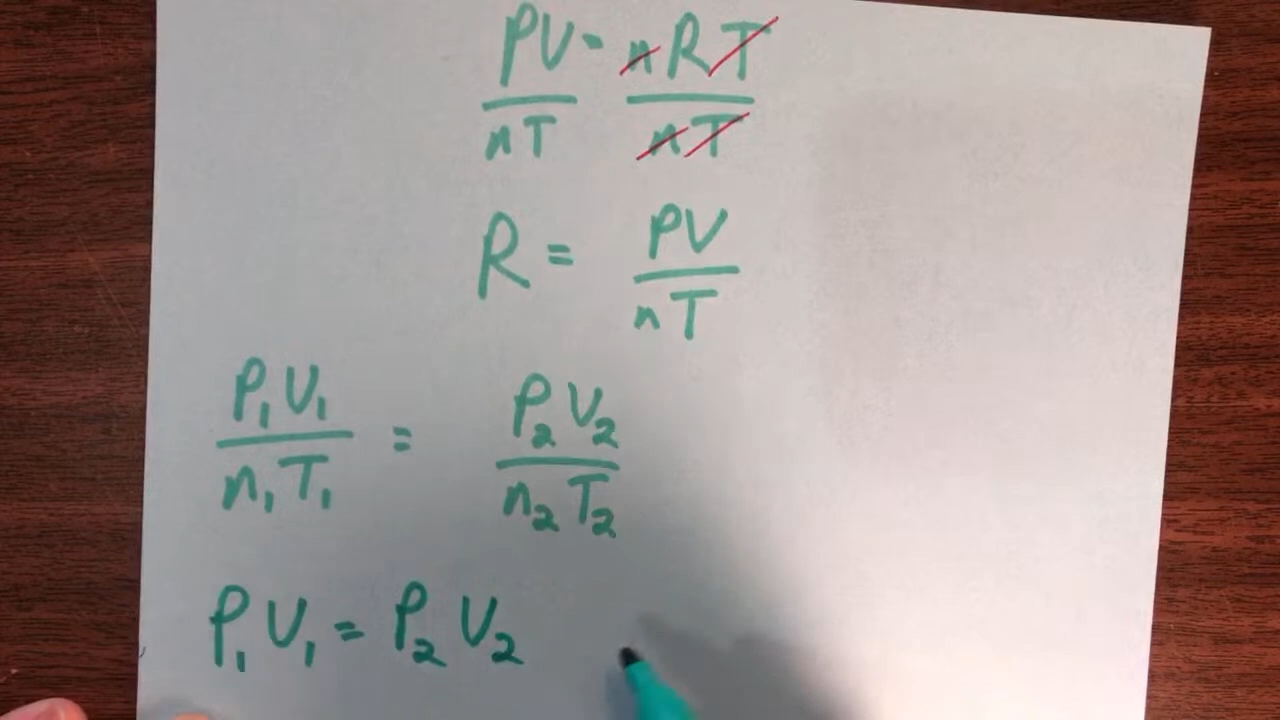 PV = nRT
nT nT
R = PV
nT
P₁V₁ = P₂V₂
n₁T₁ n₂T₂
P₁V₁ = P₂V₂